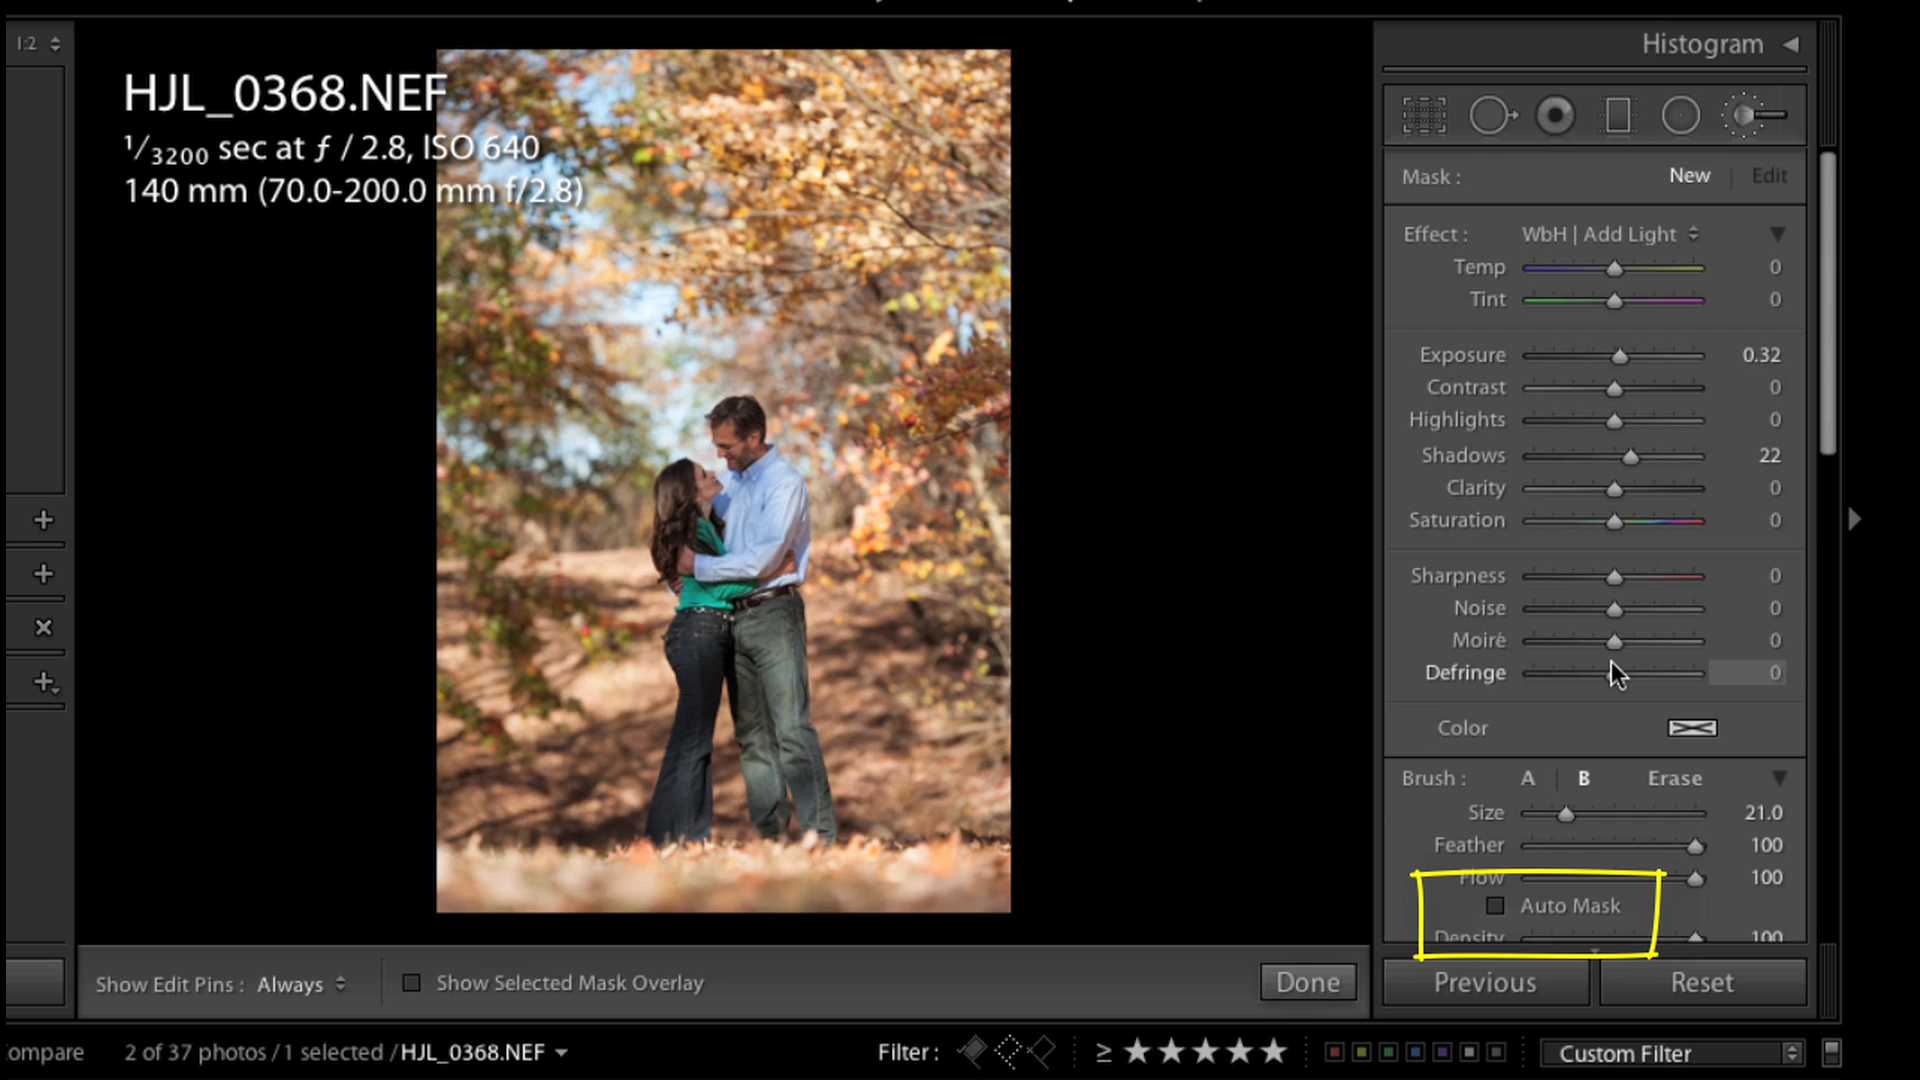 1:2
HJL_0368.NEF
1/3200 sec at ƒ / 2.8, ISO 640
140 mm (70.0-200.0 mm f/2.8)
Show Edit Pins : Always
Show Selected Mask Overlay
Done
Histogram
Mask : New | Edit
Effect : WbH | Add Light
Temp 0
Tint 0
Exposure 0.32
Contrast 0
Highlights 0
Shadows 22
Clarity 0
Saturation 0
Sharpness 0
Noise 0
Moiré 0
Defringe 0
Color
Brush : A | B Erase
Size 21.0
Feather 100
Flow 100
Auto Mask
Density 100
Previous Reset
ompare 2 of 37 photos / 1 selected / HJL_0368.NEF Filter : ≥ ★★★★★ Custom Filter